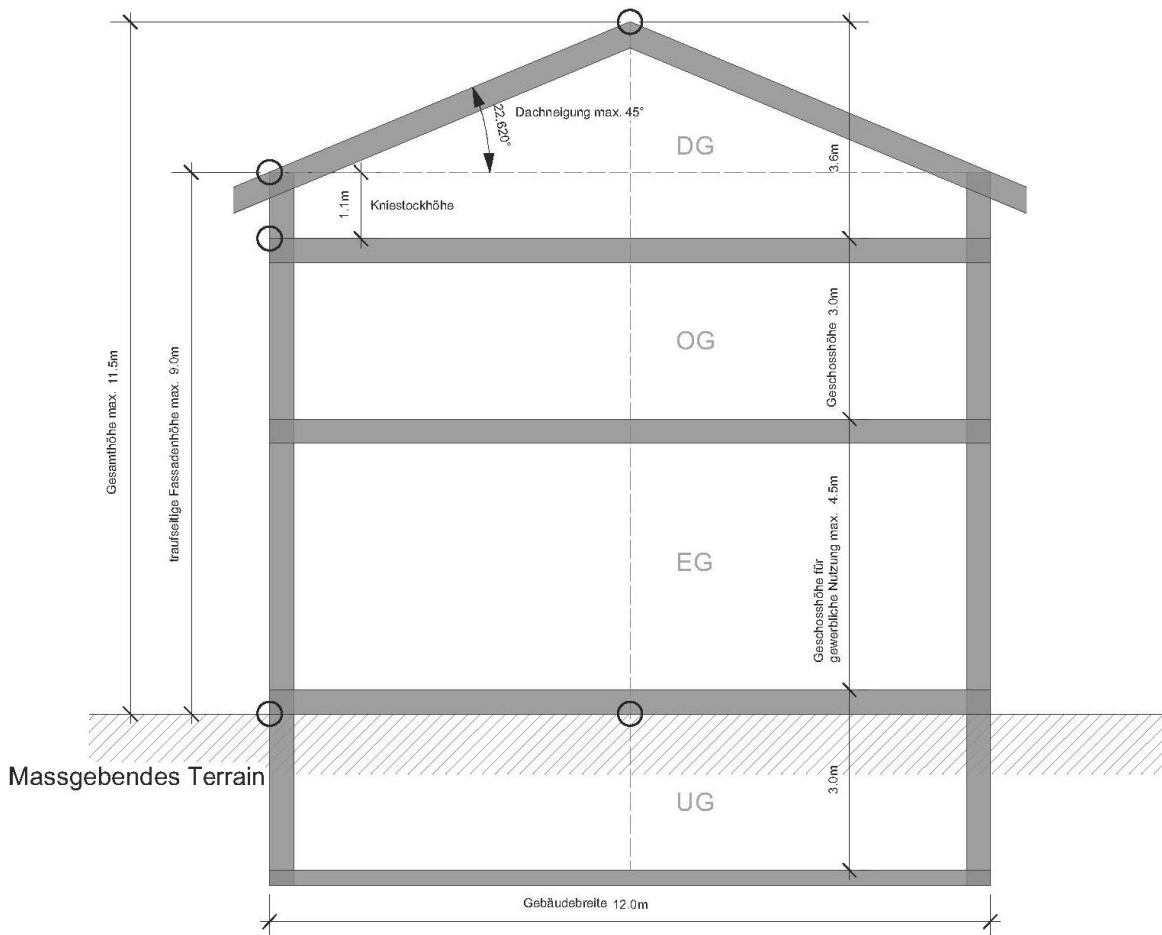 22.620°
Dachneigung max. 45°
DG
3.6m
1.1m
Kniestockhöhe
OG
Geschosshöhe 3.0m
Gesamthöhe max. 11.5m
traufseitige Fassadenhöhe max. 9.0m
EG
Geschosshöhe für
gewerbliche Nutzung max. 4.5m
Massgebendes Terrain
UG
3.0m
Gebäudebreite 12.0m